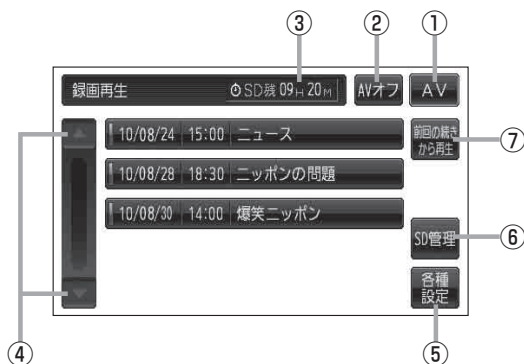 ③ ② ①
録画再生 SD残 09H 20M AVオフ AV
10/08/24 15:00 ニュース
前回の続き
から再生
⑦
10/08/28 18:30 ニッポンの問題
10/08/30 14:00 爆笑ニッポン
SD管理 ⑥
各種
設定
④ ⑤